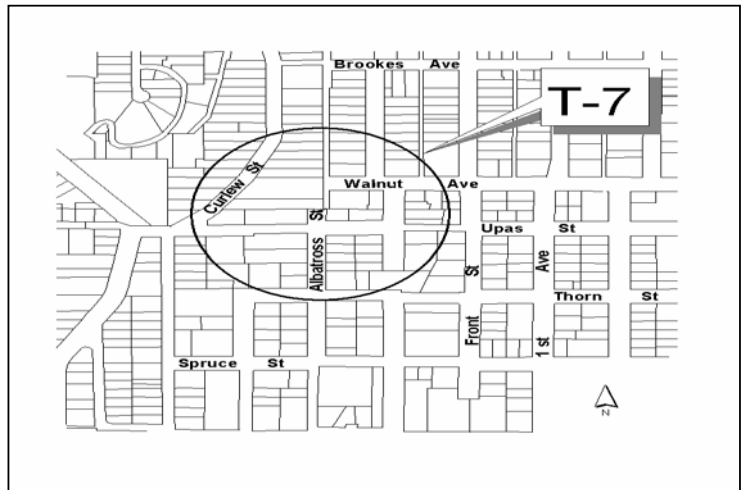 Brookes Ave
T-7
Curlew St
Walnut Ave
Albatross St
Upas St
Front St
1 st Ave
Thorn St
Spruce St
N